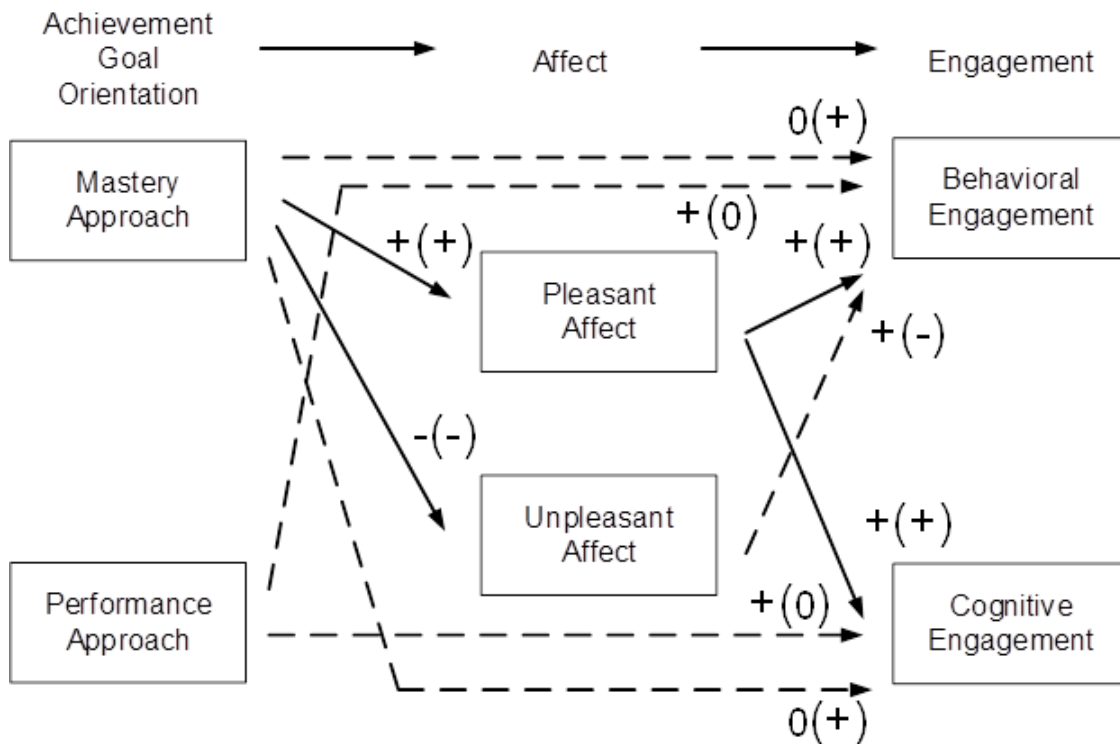 Achievement
Goal
Orientation
Affect
Engagement
0(+)
Mastery
Approach
Behavioral
Engagement
+(0)
+(+)
+(+)
Pleasant
Affect
+(-)
-(-)
Unpleasant
Affect
+(+)
Performance
Approach
+(0)
Cognitive
Engagement
0(+)